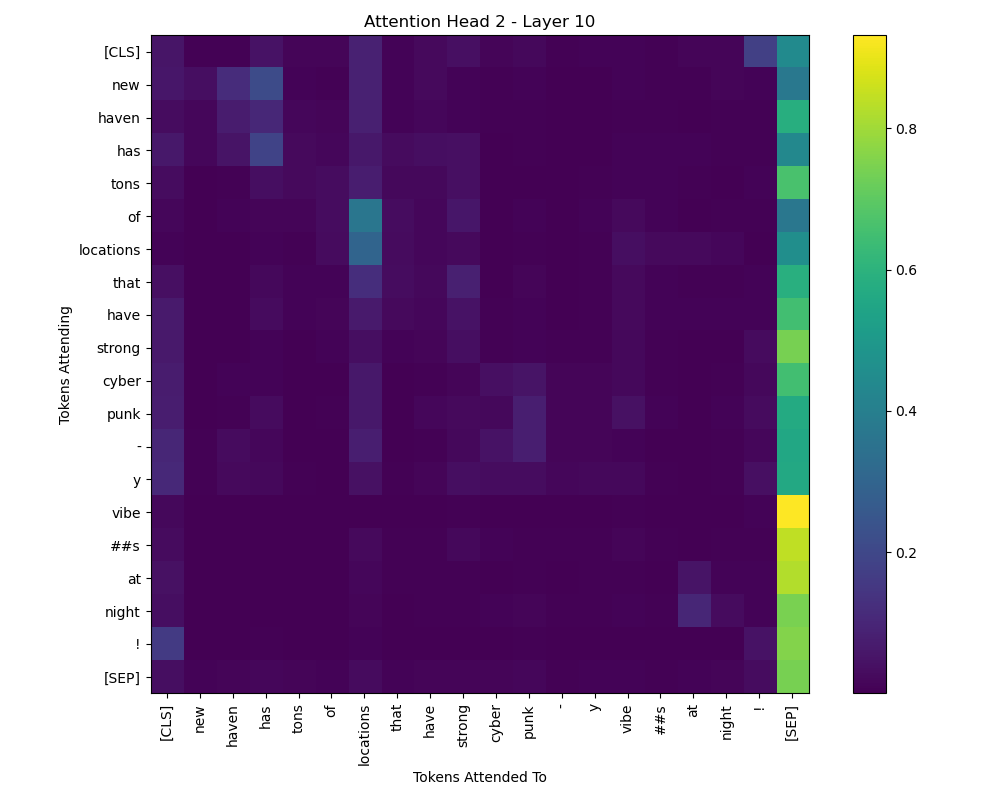 Attention Head 2 - Layer 10
Tokens Attending
[CLS]
new
haven
has
tons
of
locations
that
have
strong
cyber
punk
-
y
vibe
##s
at
night
!
[SEP]
[CLS]
new
haven
has
tons
of
locations
that
have
strong
cyber
punk
-
y
vibe
##s
at
night
!
[SEP]
Tokens Attended To
0.8
0.6
0.4
0.2